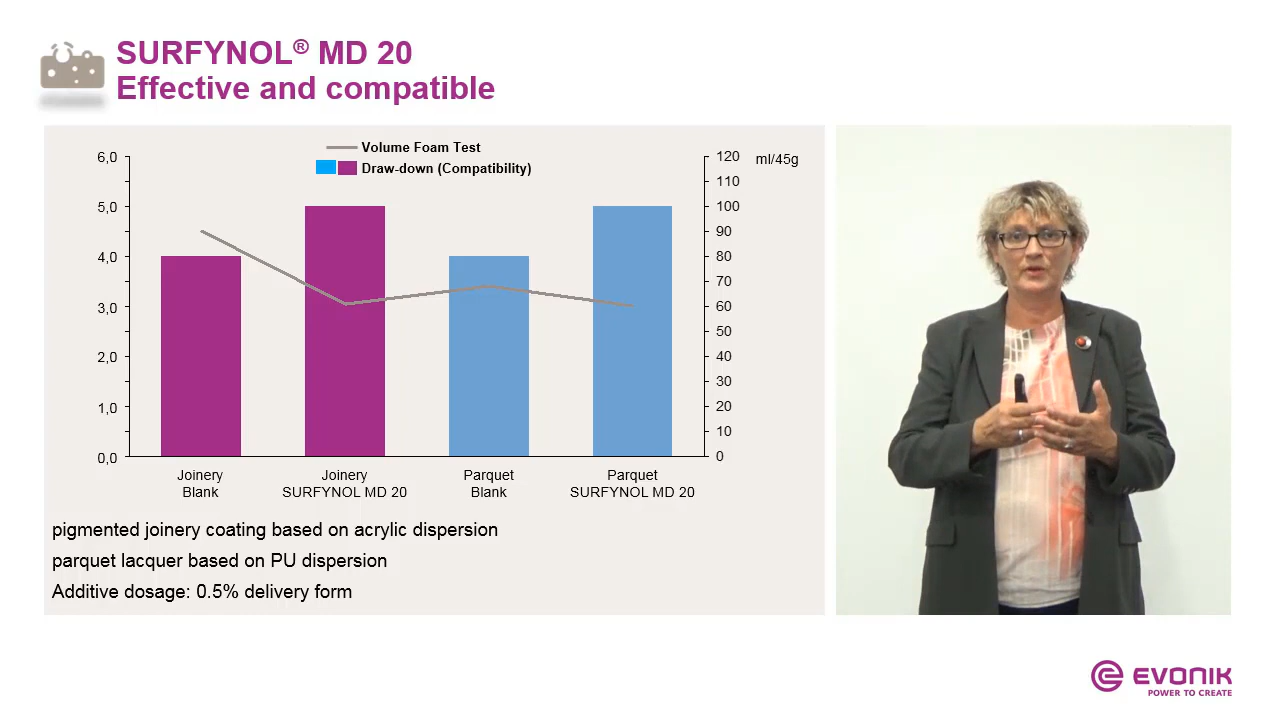 SURFYNOL® MD 20
Effective and compatible
Volume Foam Test
Draw-down (Compatibility)
6,0
5,0
4,0
3,0
2,0
1,0
0,0
120
110
100
90
80
70
60
50
40
30
20
10
0
ml/45g
Joinery
Blank
Joinery
SURFYNOL MD 20
Parquet
Blank
Parquet
SURFYNOL MD 20
pigmented joinery coating based on acrylic dispersion
parquet lacquer based on PU dispersion
Additive dosage: 0.5% delivery form
EVONIK
POWER TO CREATE